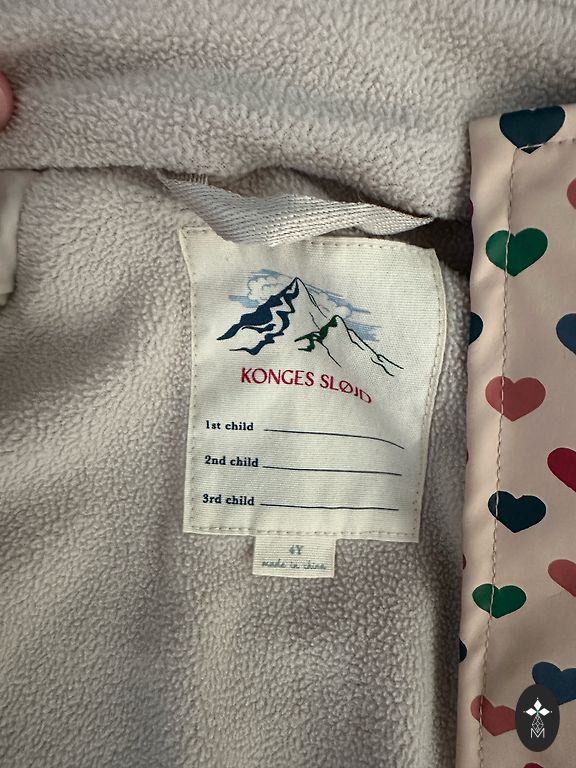 KONGES SLØJD
1st child
2nd child
3rd child
4Y
made in china
M